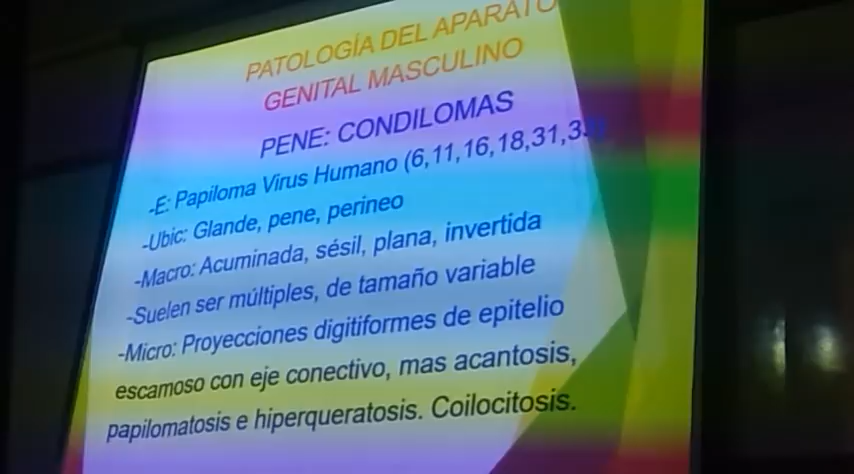 PATOLOGÍA DEL APARATO
GENITAL MASCULINO
PENE: CONDILOMAS
-E: Papiloma Virus Humano (6,11,16,18,31,
-Ubic: Glande, pene, perineo
-Macro: Acuminada, sésil, plana, invertida
-Suelen ser múltiples, de tamaño variable
-Micro: Proyecciones digitiformes de epitelio
escamoso con eje conectivo, mas acantosis,
papilomatosis e hiperqueratosis. Coilocitosis.